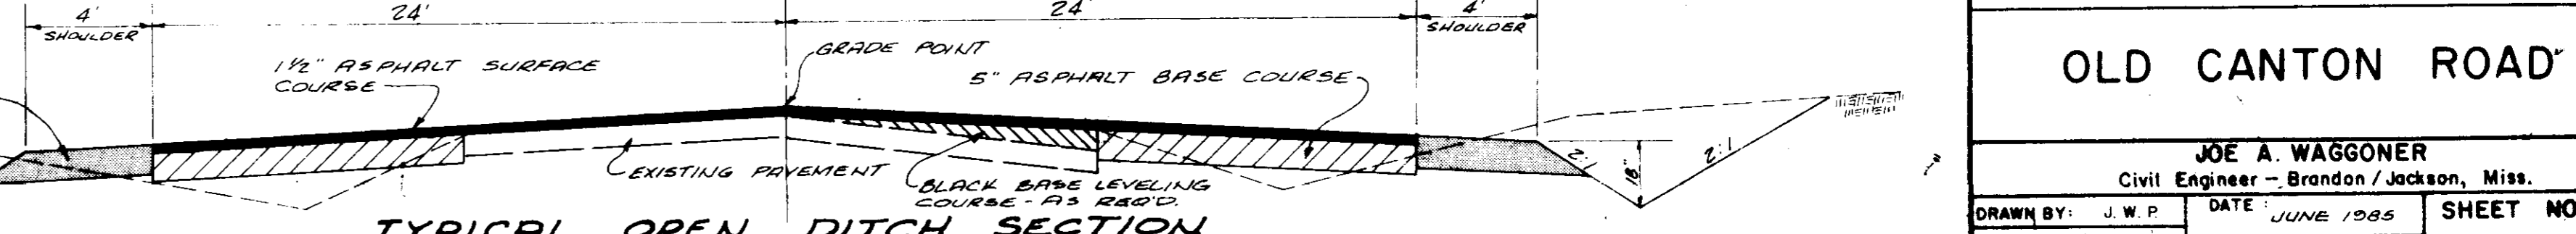 4' 24' 24' 4'
SHOULDER SHOULDER
GRADE POINT
1½" ASPHALT SURFACE
COURSE
5" ASPHALT BASE COURSE
EXISTING PAVEMENT
BLACK BASE LEVELING
COURSE - AS REQ'D.
2:1
18"
2:1
TYPICAL OPEN DITCH SECTION
OLD CANTON ROAD
JOE A. WAGGONER
Civil Engineer - Brandon / Jackson, Miss.
DRAWN BY: J. W. P.
DATE: JUNE 1985
SHEET NO